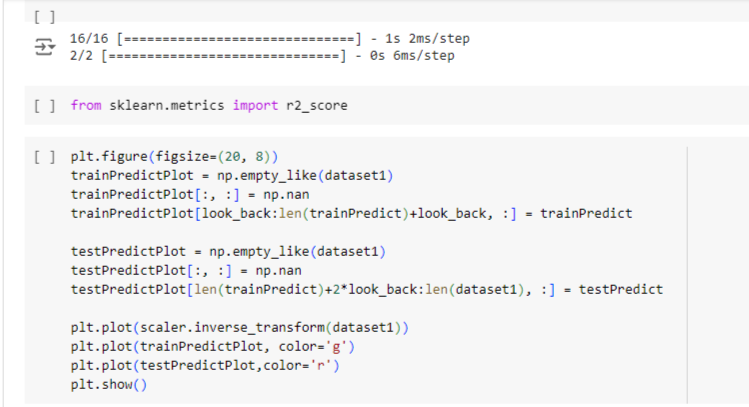 [ ]
16/16 [==============================] - 1s 2ms/step
2/2 [==============================] - 0s 6ms/step
[ ] from sklearn.metrics import r2_score
[ ] plt.figure(figsize=(20, 8))
trainPredictPlot = np.empty_like(dataset1)
trainPredictPlot[:, :] = np.nan
trainPredictPlot[look_back:len(trainPredict)+look_back, :] = trainPredict
testPredictPlot = np.empty_like(dataset1)
testPredictPlot[:, :] = np.nan
testPredictPlot[len(trainPredict)+2*look_back:len(dataset1), :] = testPredict
plt.plot(scaler.inverse_transform(dataset1))
plt.plot(trainPredictPlot, color='g')
plt.plot(testPredictPlot,color='r')
plt.show()